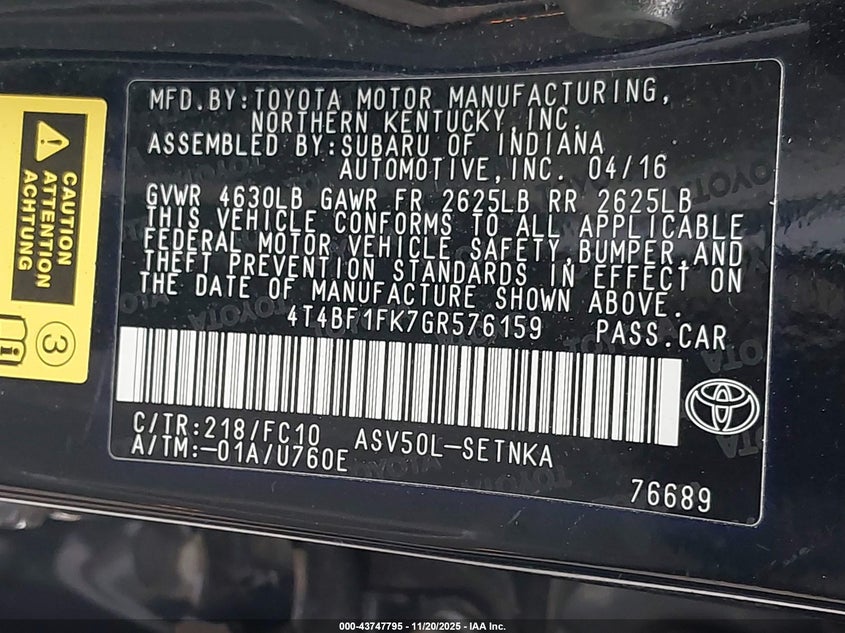 MFD.BY:TOYOTA MOTOR MANUFACTURING,
NORTHERN KENTUCKY,INC.
ASSEMBLED BY:SUBARU OF INDIANA
AUTOMOTIVE,INC. 04/16
GVWR 4630LB GAWR FR 2625LB RR 2625LB
THIS VEHICLE CONFORMS TO ALL APPLICABLE
FEDERAL MOTOR VEHICLE SAFETY,BUMPER,AND
THEFT PREVENTION STANDARDS IN EFFECT ON
THE DATE OF MANUFACTURE SHOWN ABOVE.
4T4BF1FK7GR576159 PASS.CAR
C/TR:218/FC10 ASV50L-SETNKA
A/TM:-01A/U760E
76689
CAUTION
ATTENTION
ACHTUNG
3
TOYOTA
000-43747795 - 11/20/2025 - IAA Inc.